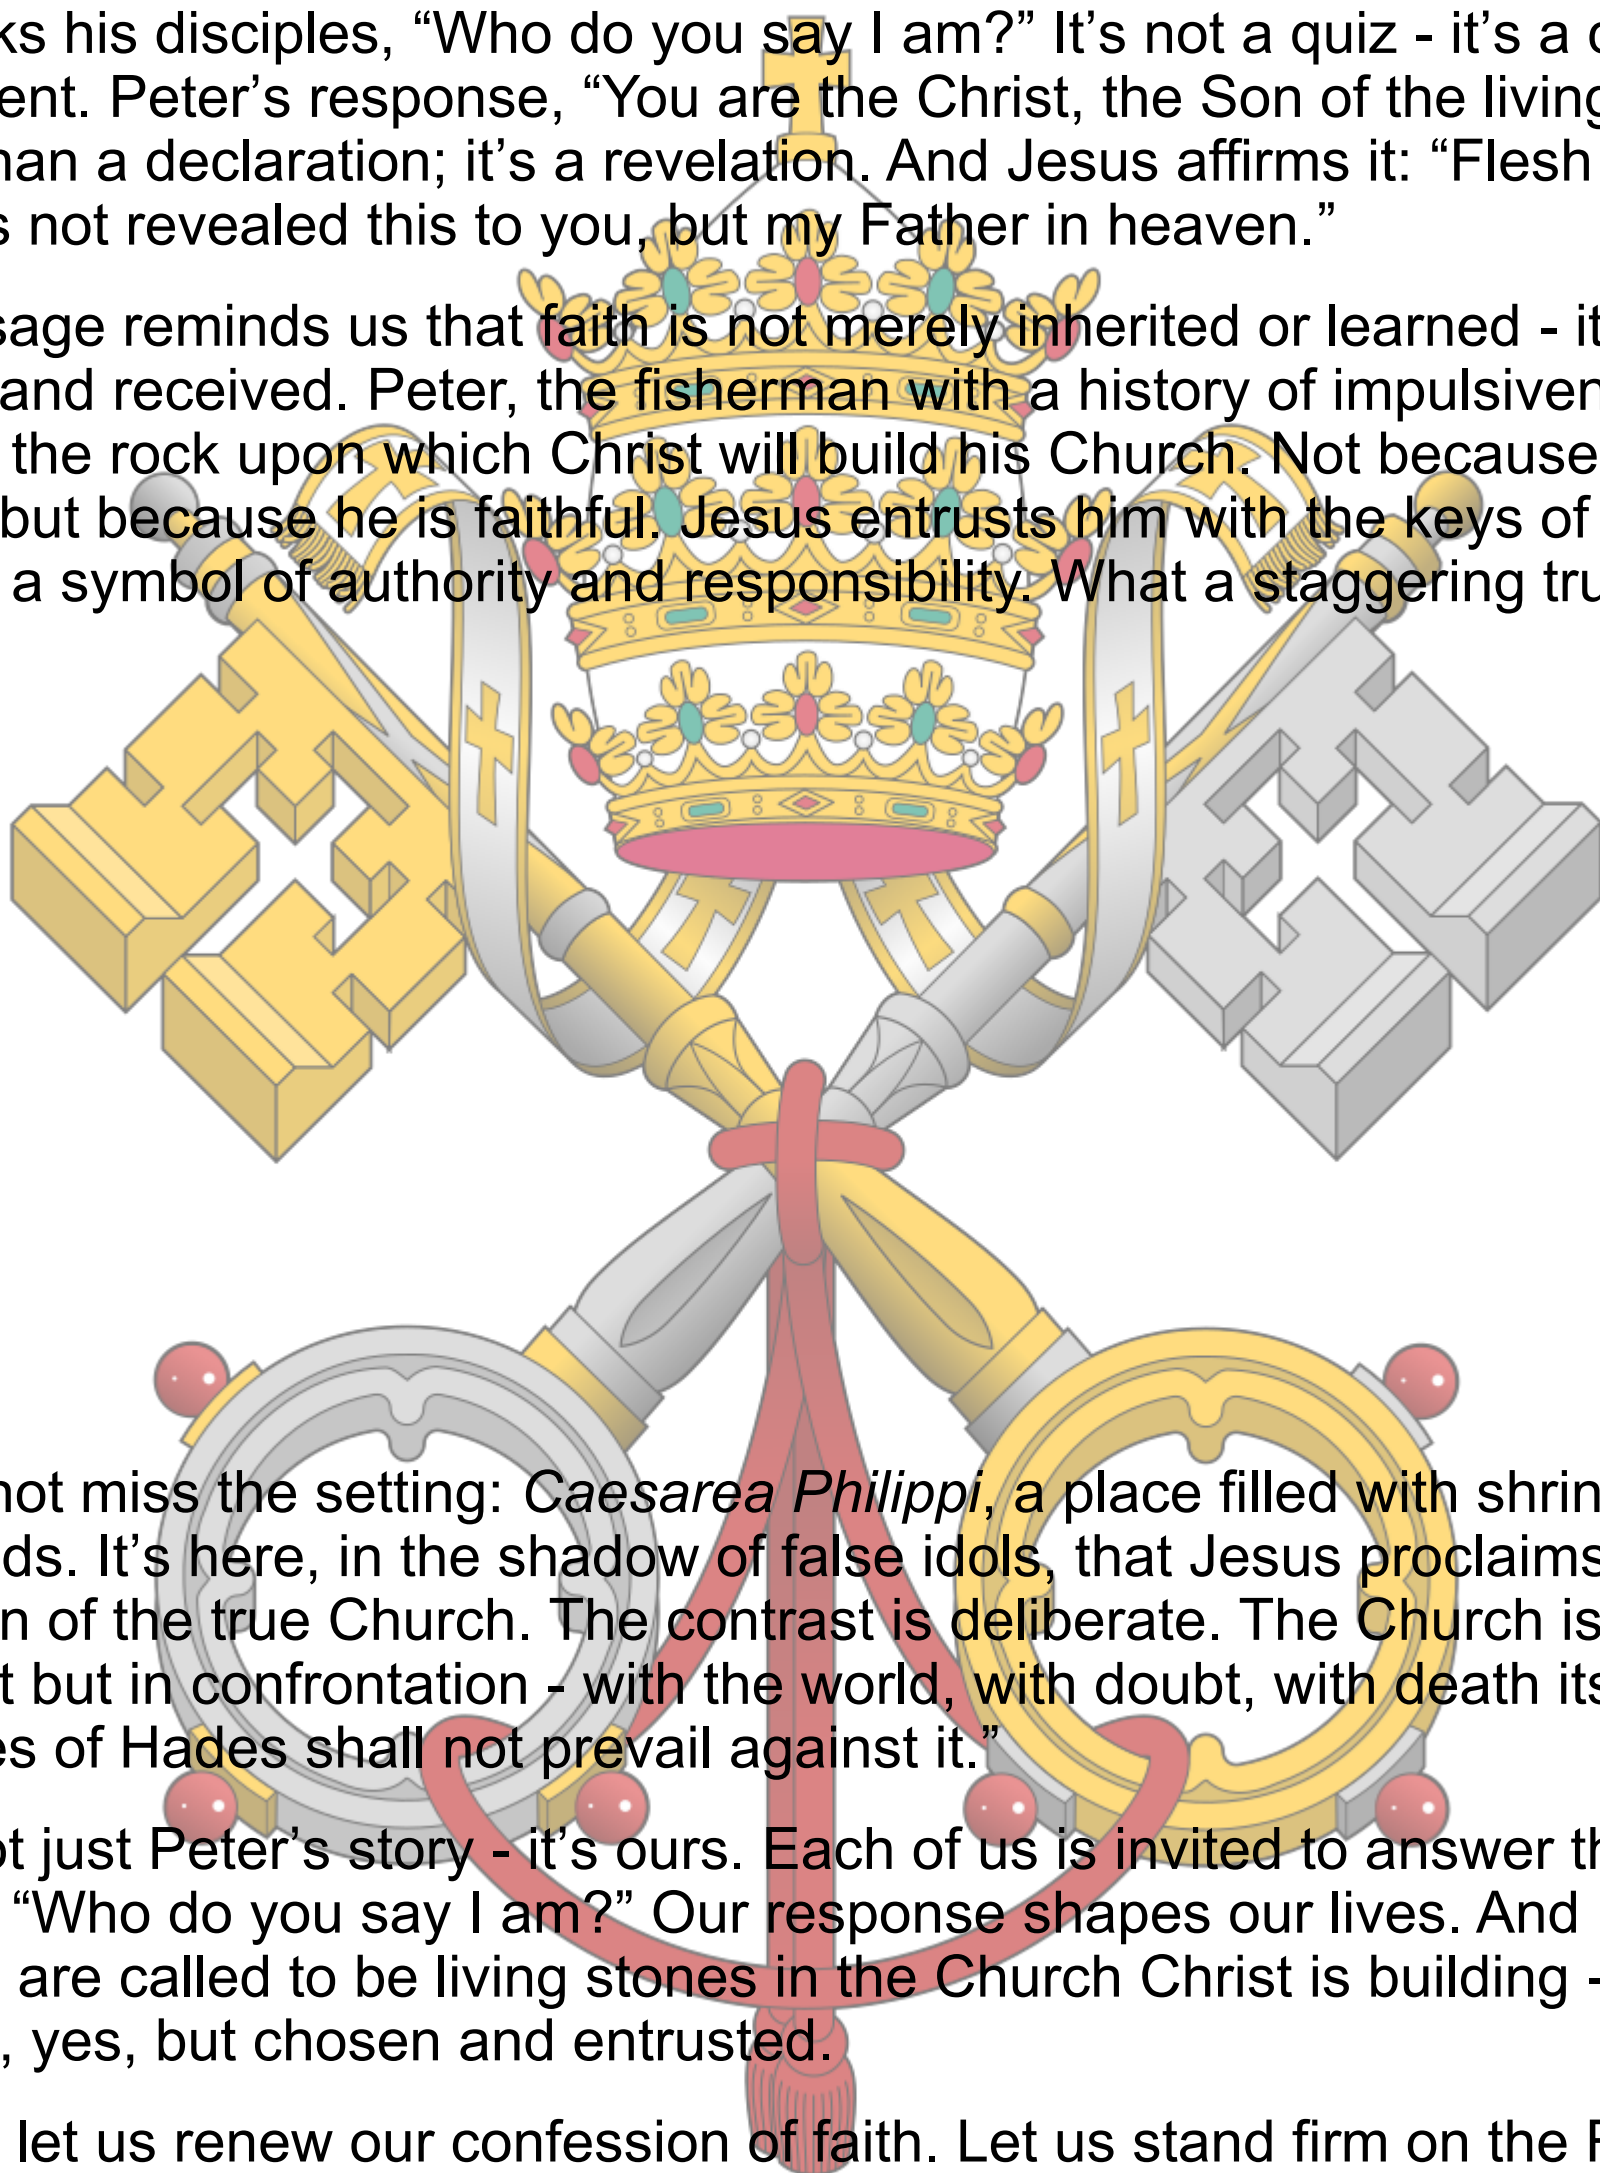 ks his disciples, “Who do you say I am?” It’s not a quiz - it’s a c
ent. Peter’s response, “You are the Christ, the Son of the living
han a declaration; it’s a revelation. And Jesus affirms it: “Flesh
s not revealed this to you, but my Father in heaven.”
sage reminds us that faith is not merely inherited or learned - it
and received. Peter, the fisherman with a history of impulsiven
the rock upon which Christ will build his Church. Not because
but because he is faithful. Jesus entrusts him with the keys of
a symbol of authority and responsibility. What a staggering tru
not miss the setting: Caesarea Philippi, a place filled with shrin
ds. It’s here, in the shadow of false idols, that Jesus proclaims
n of the true Church. The contrast is deliberate. The Church is
t but in confrontation - with the world, with doubt, with death its
es of Hades shall not prevail against it.”
ot just Peter’s story - it’s ours. Each of us is invited to answer th
“Who do you say I am?” Our response shapes our lives. And
are called to be living stones in the Church Christ is building -
, yes, but chosen and entrusted.
let us renew our confession of faith. Let us stand firm on the R